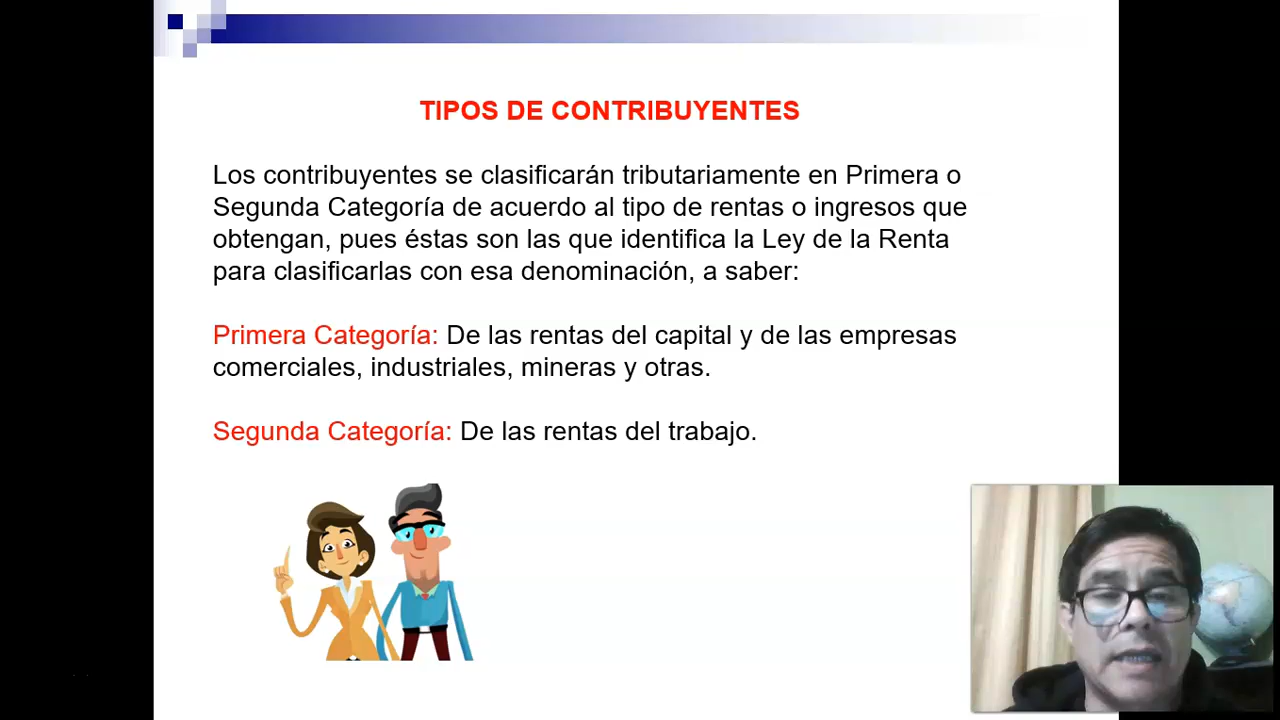 TIPOS DE CONTRIBUYENTES
Los contribuyentes se clasificarán tributariamente en Primera o
Segunda Categoría de acuerdo al tipo de rentas o ingresos que
obtengan, pues éstas son las que identifica la Ley de la Renta
para clasificarlas con esa denominación, a saber:
Primera Categoría: De las rentas del capital y de las empresas
comerciales, industriales, mineras y otras.
Segunda Categoría: De las rentas del trabajo.